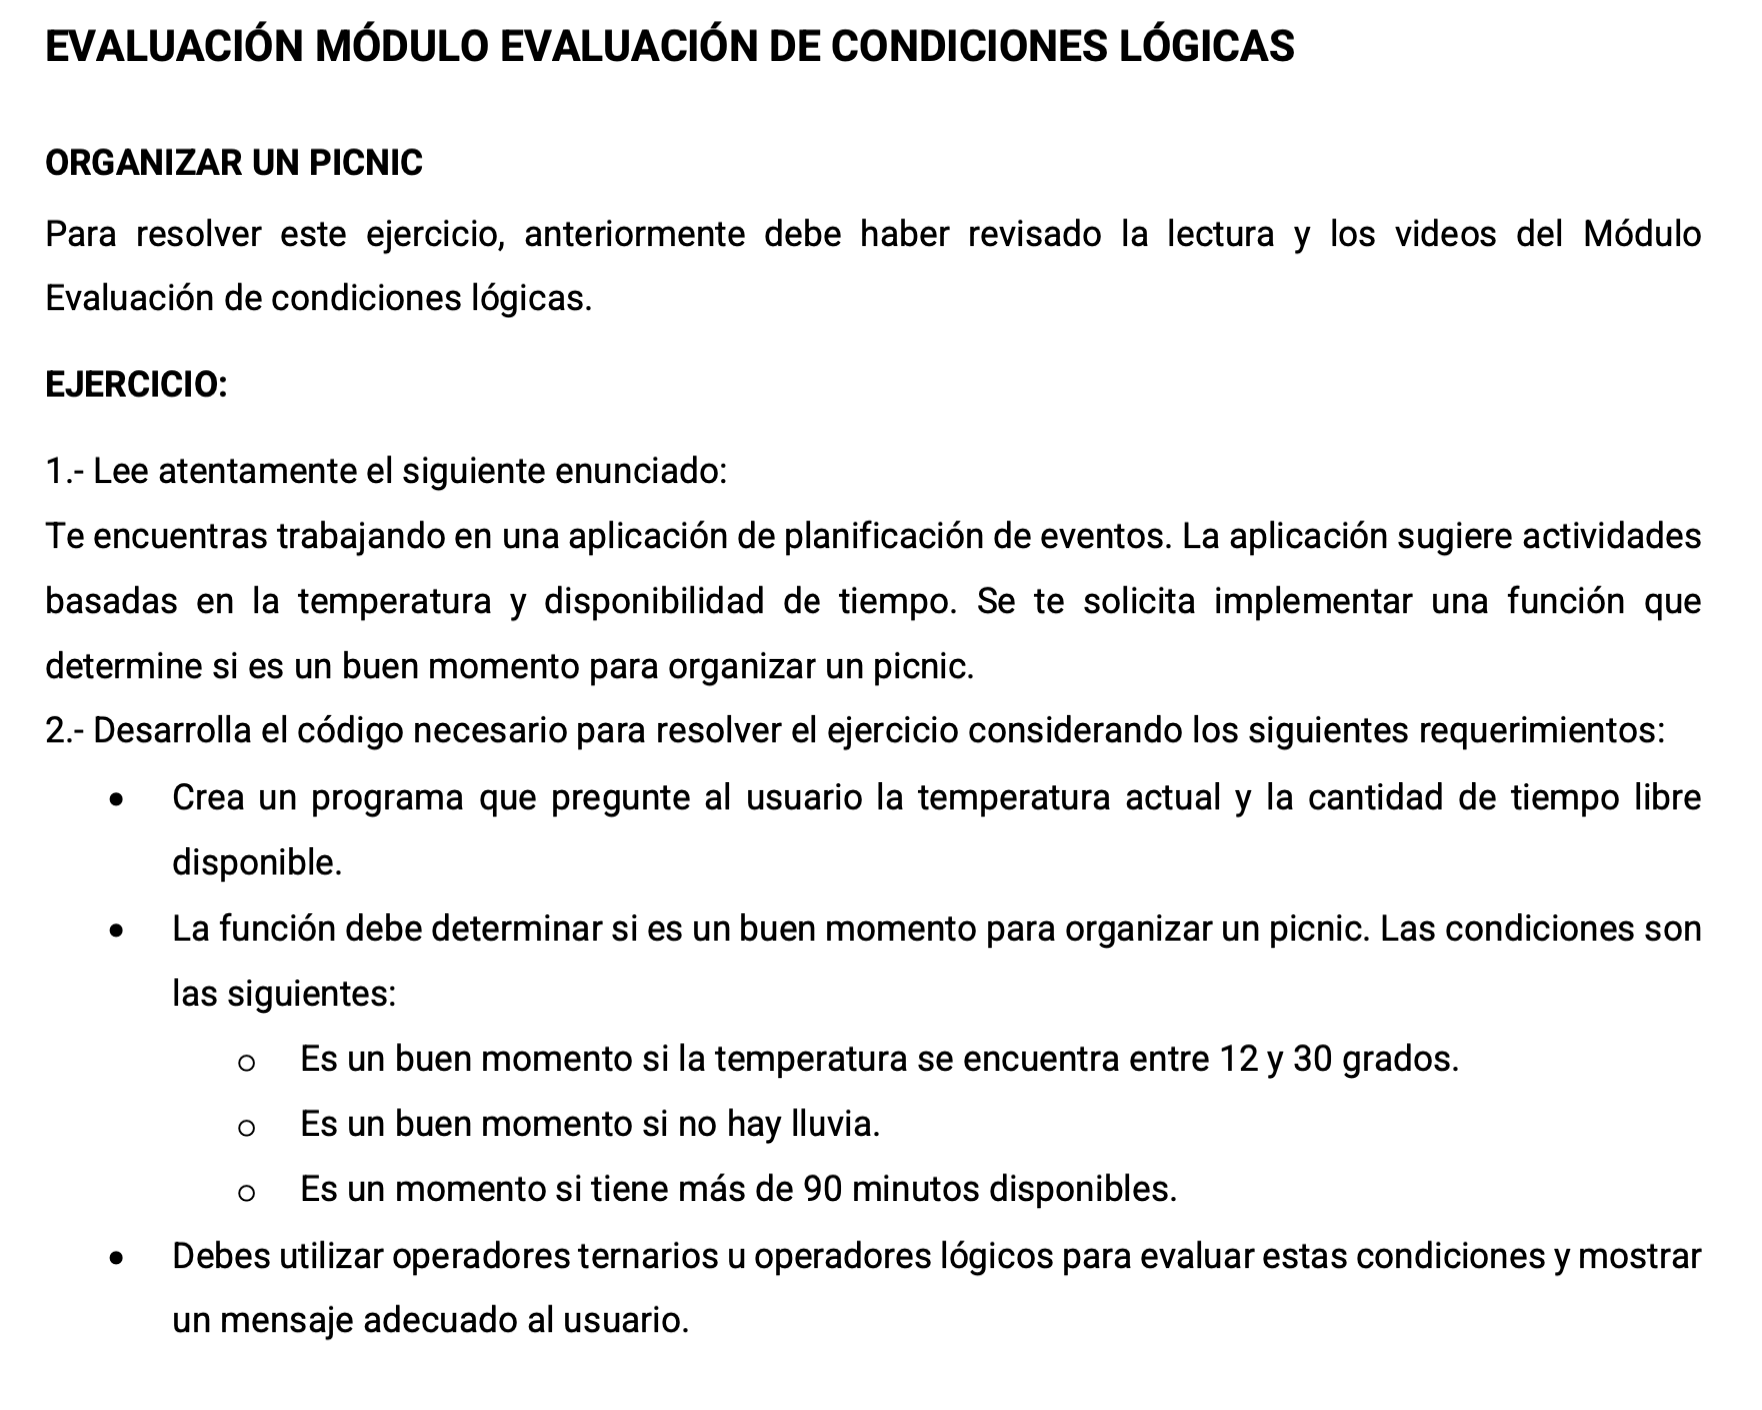 EVALUACIÓN MÓDULO EVALUACIÓN DE CONDICIONES LÓGICAS
ORGANIZAR UN PICNIC
Para resolver este ejercicio, anteriormente debe haber revisado la lectura y los videos del Módulo
Evaluación de condiciones lógicas.
EJERCICIO:
1.- Lee atentamente el siguiente enunciado:
Te encuentras trabajando en una aplicación de planificación de eventos. La aplicación sugiere actividades
basadas en la temperatura y disponibilidad de tiempo. Se te solicita implementar una función que
determine si es un buen momento para organizar un picnic.
2.- Desarrolla el código necesario para resolver el ejercicio considerando los siguientes requerimientos:
• Crea un programa que pregunte al usuario la temperatura actual y la cantidad de tiempo libre
disponible.
• La función debe determinar si es un buen momento para organizar un picnic. Las condiciones son
las siguientes:
o Es un buen momento si la temperatura se encuentra entre 12 y 30 grados.
o Es un buen momento si no hay lluvia.
o Es un momento si tiene más de 90 minutos disponibles.
• Debes utilizar operadores ternarios u operadores lógicos para evaluar estas condiciones y mostrar
un mensaje adecuado al usuario.